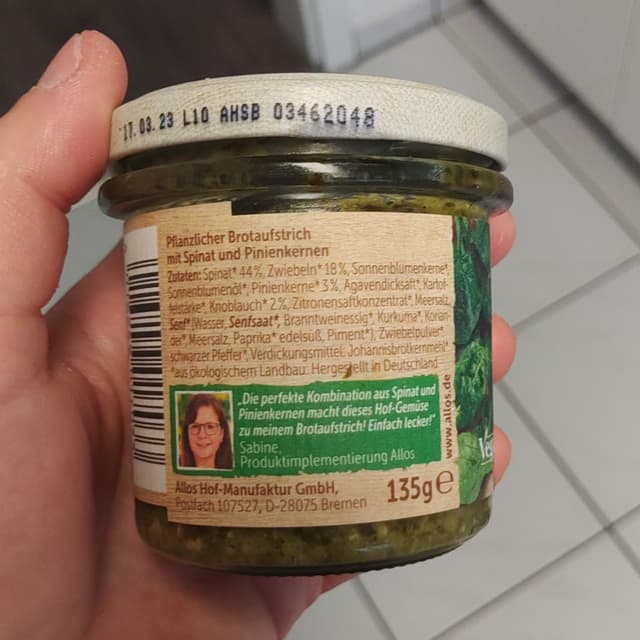 17.03.23 L10 AHSB 03462048
Pflanzlicher Brotaufstrich
mit Spinat und Pinienkernen
Zutaten: Spinat* 44%, Zwiebeln* 18%, Sonnenblumenkerne*,
Sonnenblumenöl*, Pinienkerne* 3%, Agavendicksaft*, Kartof-
felstärke*, Knoblauch* 2%, Zitronensaftkonzentrat*, Meersalz,
Senf* (Wasser, Senfsaat*, Branntweinessig*, Kurkuma*, Korian
der*, Meersalz, Paprika* edelsüß, Piment*), Zwiebelpulver*,
schwarzer Pfeffer*, Verdickungsmittel: Johannisbrotkernmehl*
*aus ökologischem Landbau. Hergestellt in Deutschland
„Die perfekte Kombination aus Spinat und
Pinienkernen macht dieses Hof-Gemüse
zu meinem Brotaufstrich! Einfach lecker!"
Sabine,
Produktimplementierung Allos
www.allos.de
Allos Hof-Manufaktur GmbH,
Postfach 107527, D-28075 Bremen
135g e